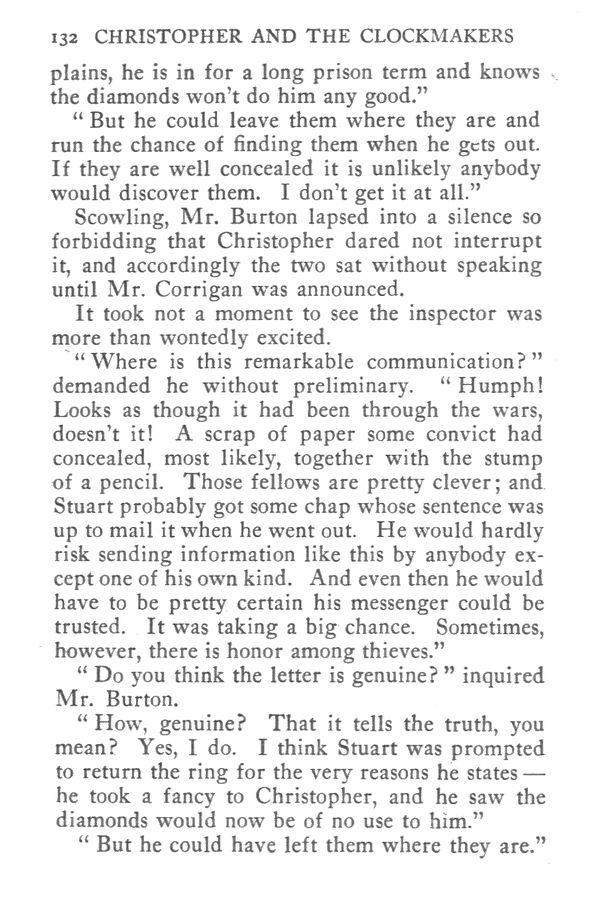 132 CHRISTOPHER AND THE CLOCKMAKERS
plains, he is in for a long prison term and knows
the diamonds won't do him any good.”
“ But he could leave them where they are and
run the chance of finding them when he gets out.
If they are well concealed it is unlikely anybody
would discover them. I don't get it at all.”
Scowling, Mr. Burton lapsed into a silence so
forbidding that Christopher dared not interrupt
it, and accordingly the two sat without speaking
until Mr. Corrigan was announced.
It took not a moment to see the inspector was
more than wontedly excited.
“ Where is this remarkable communication? ”
demanded he without preliminary. “ Humph!
Looks as though it had been through the wars,
doesn't it! A scrap of paper some convict had
concealed, most likely, together with the stump
of a pencil. Those fellows are pretty clever; and
Stuart probably got some chap whose sentence was
up to mail it when he went out. He would hardly
risk sending information like this by anybody ex-
cept one of his own kind. And even then he would
have to be pretty certain his messenger could be
trusted. It was taking a big chance. Sometimes,
however, there is honor among thieves.”
“ Do you think the letter is genuine? ” inquired
Mr. Burton.
“ How, genuine? That it tells the truth, you
mean? Yes, I do. I think Stuart was prompted
to return the ring for the very reasons he states —
he took a fancy to Christopher, and he saw the
diamonds would now be of no use to him.”
“ But he could have left them where they are.”